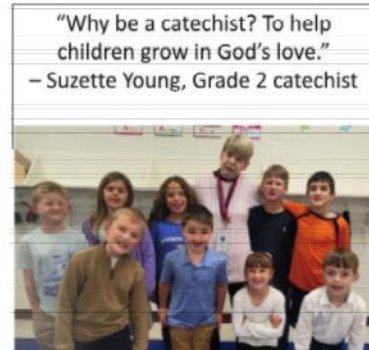 “Why be a catechist? To help
children grow in God’s love.”
– Suzette Young, Grade 2 catechist